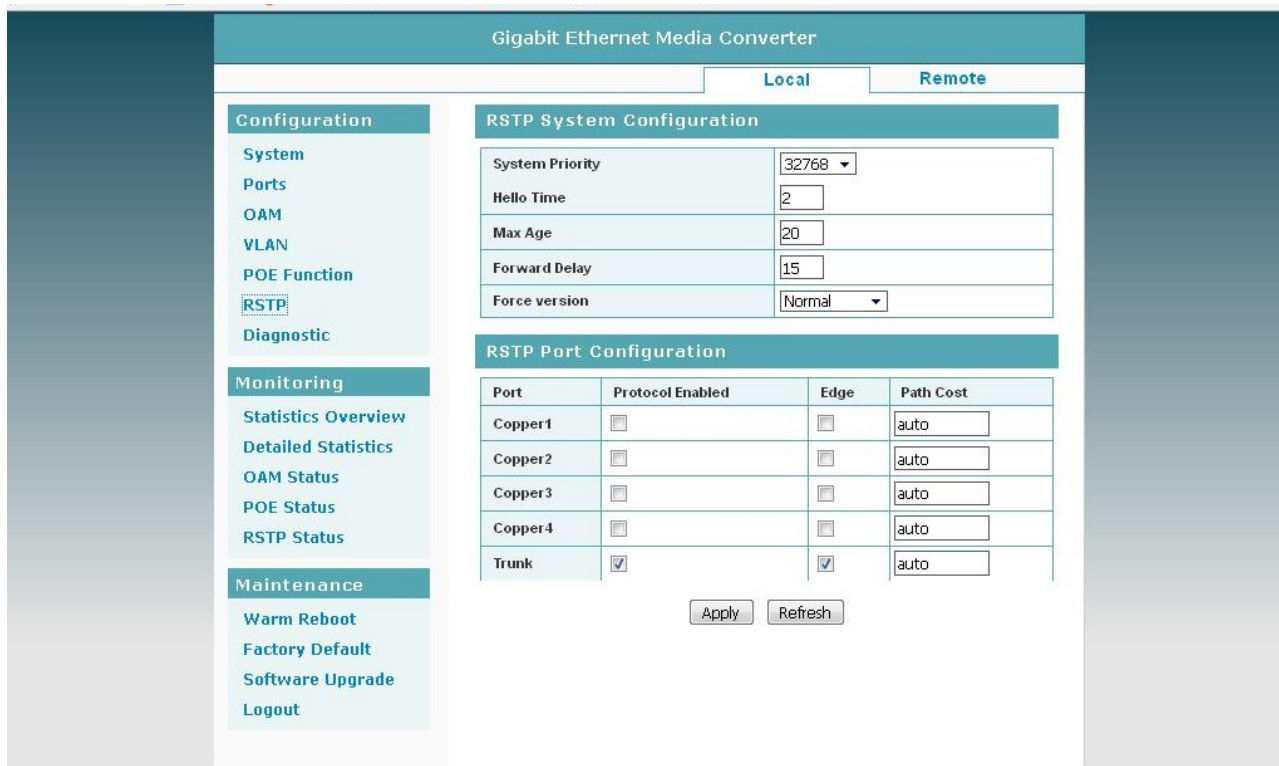 Gigabit Ethernet Media Converter
Local Remote
Configuration
System
Ports
OAM
VLAN
POE Function
RSTP
Diagnostic
Monitoring
Statistics Overview
Detailed Statistics
OAM Status
POE Status
RSTP Status
Maintenance
Warm Reboot
Factory Default
Software Upgrade
Logout
RSTP System Configuration
System Priority 32768
Hello Time 2
Max Age 20
Forward Delay 15
Force version Normal
RSTP Port Configuration
Port Protocol Enabled Edge Path Cost
Copper1 auto
Copper2 auto
Copper3 auto
Copper4 auto
Trunk auto
Apply Refresh